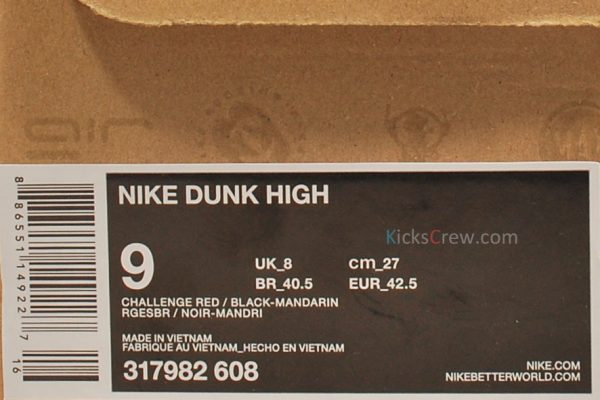 air
NIKE DUNK HIGH
KicksCrew.com
9
UK_8 cm_27
BR_40.5 EUR_42.5
CHALLENGE RED / BLACK-MANDARIN
RGESBR / NOIR-MANDRI
MADE IN VIETNAM
FABRIQUE AU VIETNAM_HECHO EN VIETNAM
317982 608
NIKE.COM
NIKEBETTERWORLD.COM
8 86551 14922 7
16